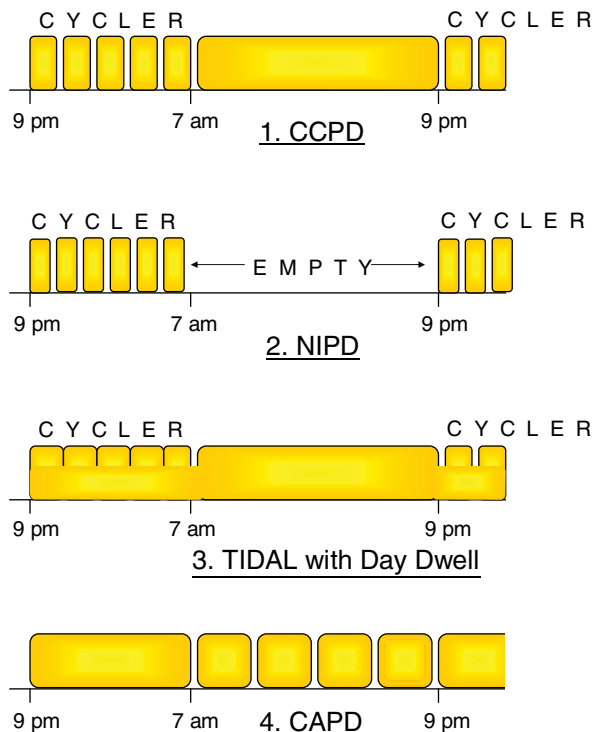 C Y C L E R C Y C L E R
9 pm 7 am 9 pm
1. CCPD
C Y C L E R C Y C L E R
E M P T Y
9 pm 7 am 9 pm
2. NIPD
C Y C L E R C Y C L E R
9 pm 7 am 9 pm
3. TIDAL with Day Dwell
9 pm 7 am 4. CAPD 9 pm